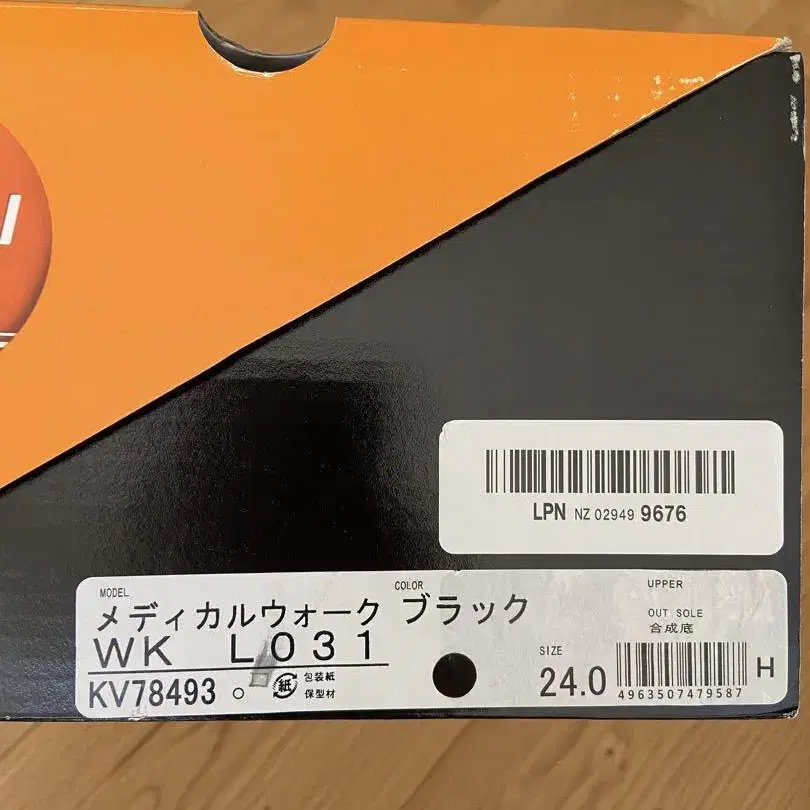 LPN NZ 02949 9676
MODEL
メディカルウォーク
WK L031
KV78493
紙
包装紙
保型材
COLOR
ブラック
UPPER
OUT SOLE
合成底
SIZE
24.0
4963507479587
H